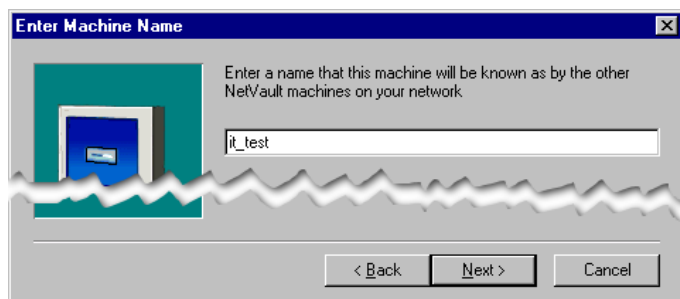 Enter Machine Name
Enter a name that this machine will be known as by the other
NetVault machines on your network
it_test
< Back
Next >
Cancel